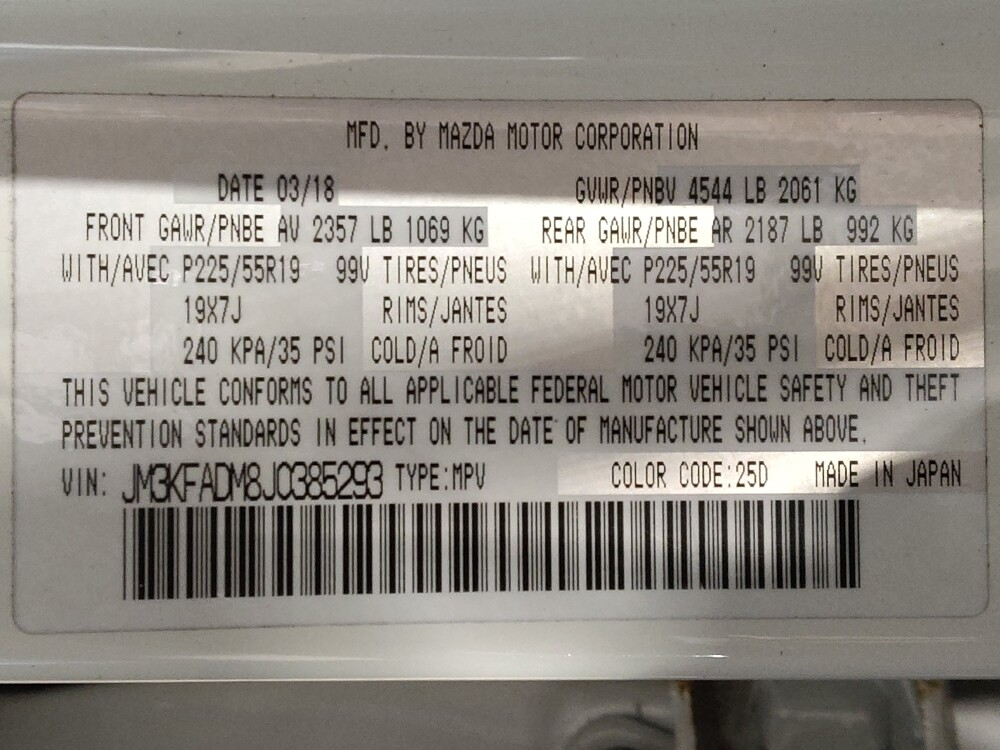 MFD. BY MAZDA MOTOR CORPORATION
DATE 03/18 GVWR/PNBV 4544 LB 2061 KG
FRONT GAWR/PNBE AV 2357 LB 1069 KG REAR GAWR/PNBE AR 2187 LB 992 KG
WITH/AVEC P225/55R19 99V TIRES/PNEUS WITH/AVEC P225/55R19 99V TIRES/PNEUS
19X7J RIMS/JANTES 19X7J RIMS/JANTES
240 KPA/35 PSI COLD/A FROID 240 KPA/35 PSI COLD/A FROID
THIS VEHICLE CONFORMS TO ALL APPLICABLE FEDERAL MOTOR VEHICLE SAFETY AND THEFT
PREVENTION STANDARDS IN EFFECT ON THE DATE OF MANUFACTURE SHOWN ABOVE.
VIN: JM3KFADM8J0385293 TYPE:MPV COLOR CODE:25D MADE IN JAPAN